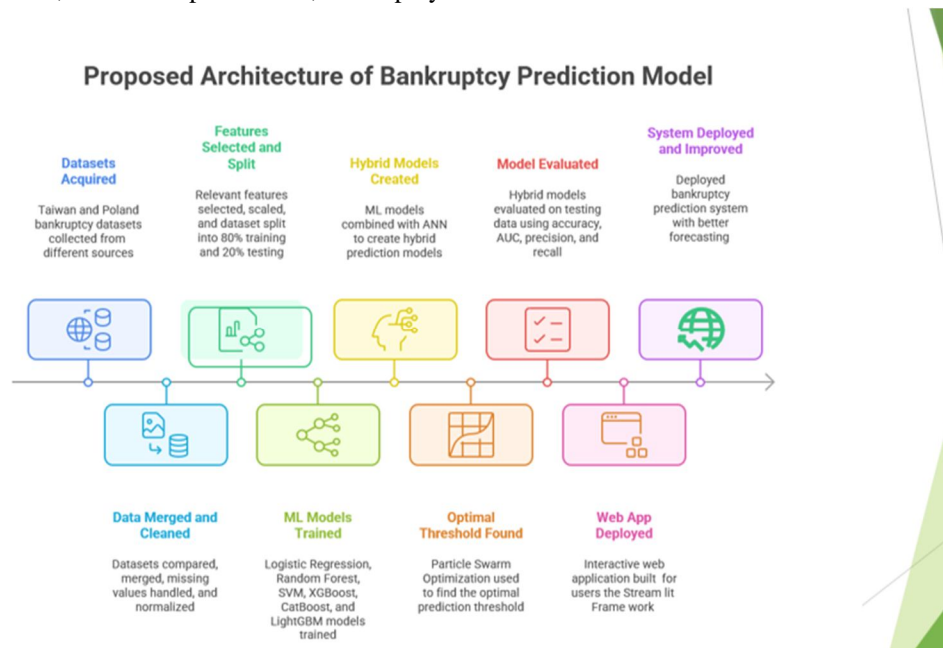 Proposed Architecture of Bankruptcy Prediction Model
Datasets
Acquired
Taiwan and Poland
bankruptcy datasets
collected from
different sources
Features
Selected and
Split
Relevant features
selected, scaled,
and dataset split
into 80% training
and 20% testing
Hybrid Models
Created
ML models
combined with ANN
to create hybrid
prediction models
Model Evaluated
Hybrid models
evaluated on testing
data using accuracy,
AUC, precision, and
recall
System Deployed
and Improved
Deployed
bankruptcy
prediction system
with better
forecasting
Data Merged and
Cleaned
Datasets compared,
merged, missing
values handled, and
normalized
ML Models
Trained
Logistic Regression,
Random Forest,
SVM, XGBoost,
CatBoost, and
LightGBM models
trained
Optimal
Threshold Found
Particle Swarm
Optimization used
to find the optimal
prediction threshold
Web App
Deployed
Interactive web
application built for
users the Stream lit
Frame work